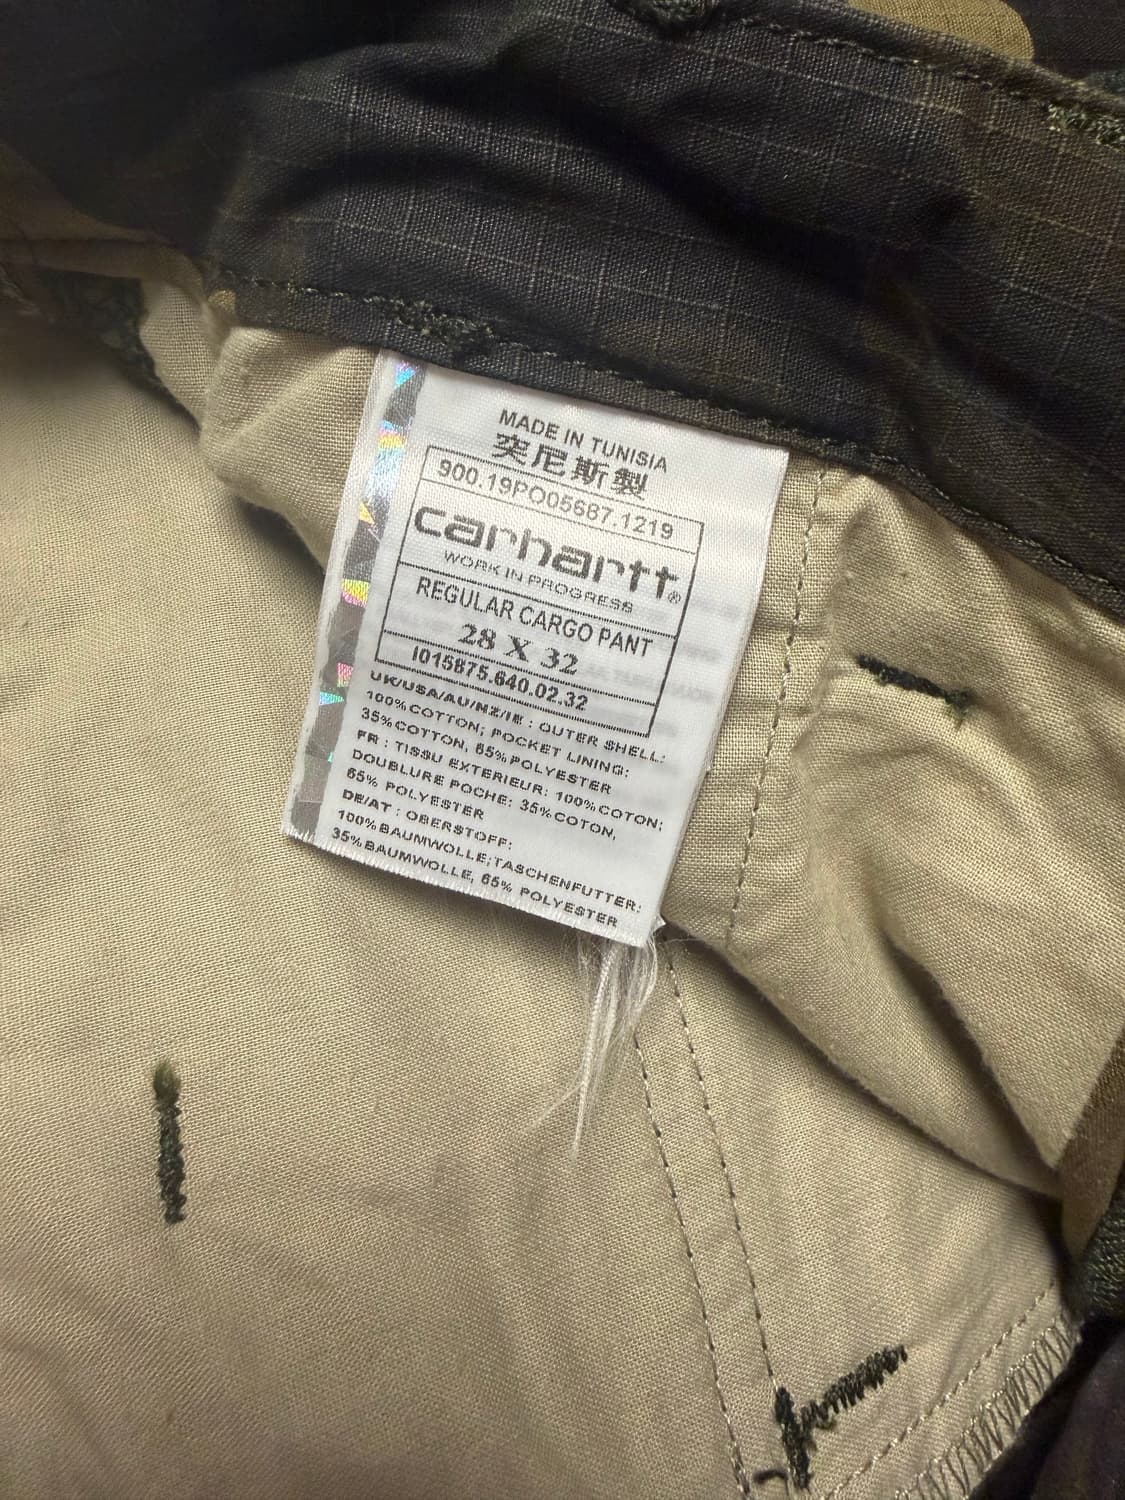 MADE IN TUNISIA
突尼斯製
900.19PO05687.1219
carhartt®
WORK IN PROGRESS
REGULAR CARGO PANT
28 X 32
I015875.640.02.32
UK/USA/AU/NZ/IE : OUTER SHELL:
100%COTTON; POCKET LINING:
35%COTTON, 65%POLYESTER
FR : TISSU EXTERIEUR: 100%COTON;
DOUBLURE POCHE: 35%COTON,
65% POLYESTER
DE/AT : OBERSTOFF:
100%BAUMWOLLE;TASCHENFUTTER:
35%BAUMWOLLE, 65% POLYESTER